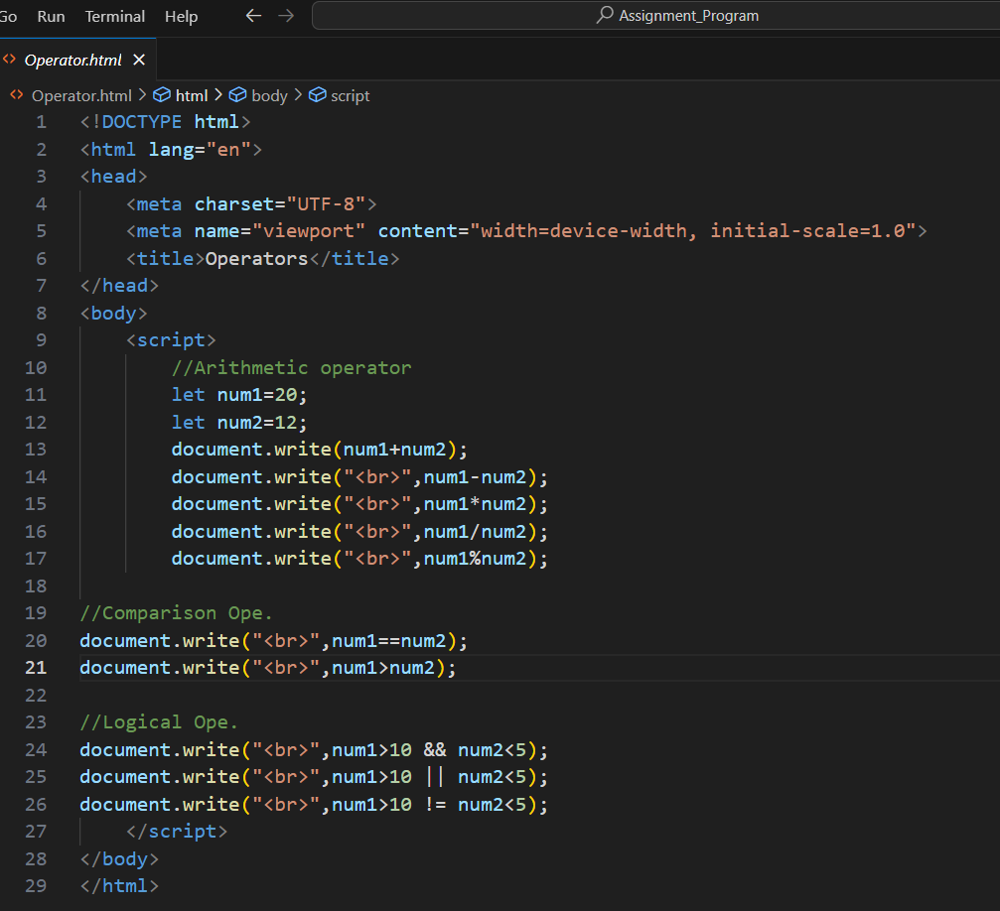 Go Run Terminal Help ← → Assignment_Program
<> Operator.html ×
<> Operator.html > html > body > script
1 <!DOCTYPE html>
2 <html lang="en">
3 <head>
4     <meta charset="UTF-8">
5     <meta name="viewport" content="width=device-width, initial-scale=1.0">
6     <title>Operators</title>
7 </head>
8 <body>
9     <script>
10         //Arithmetic operator
11         let num1=20;
12         let num2=12;
13         document.write(num1+num2);
14         document.write("<br>",num1-num2);
15         document.write("<br>",num1*num2);
16         document.write("<br>",num1/num2);
17         document.write("<br>",num1%num2);
18
19 //Comparison Ope.
20 document.write("<br>",num1==num2);
21 document.write("<br>",num1>num2);
22
23 //Logical Ope.
24 document.write("<br>",num1>10 && num2<5);
25 document.write("<br>",num1>10 || num2<5);
26 document.write("<br>",num1>10 != num2<5);
27     </script>
28 </body>
29 </html>